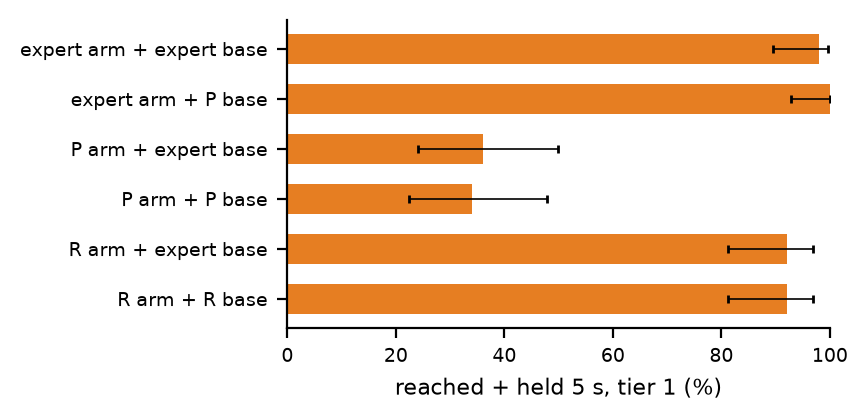 expert arm + expert base
expert arm + P base
P arm + expert base
P arm + P base
R arm + expert base
R arm + R base
0 20 40 60 80 100
reached + held 5 s, tier 1 (%)